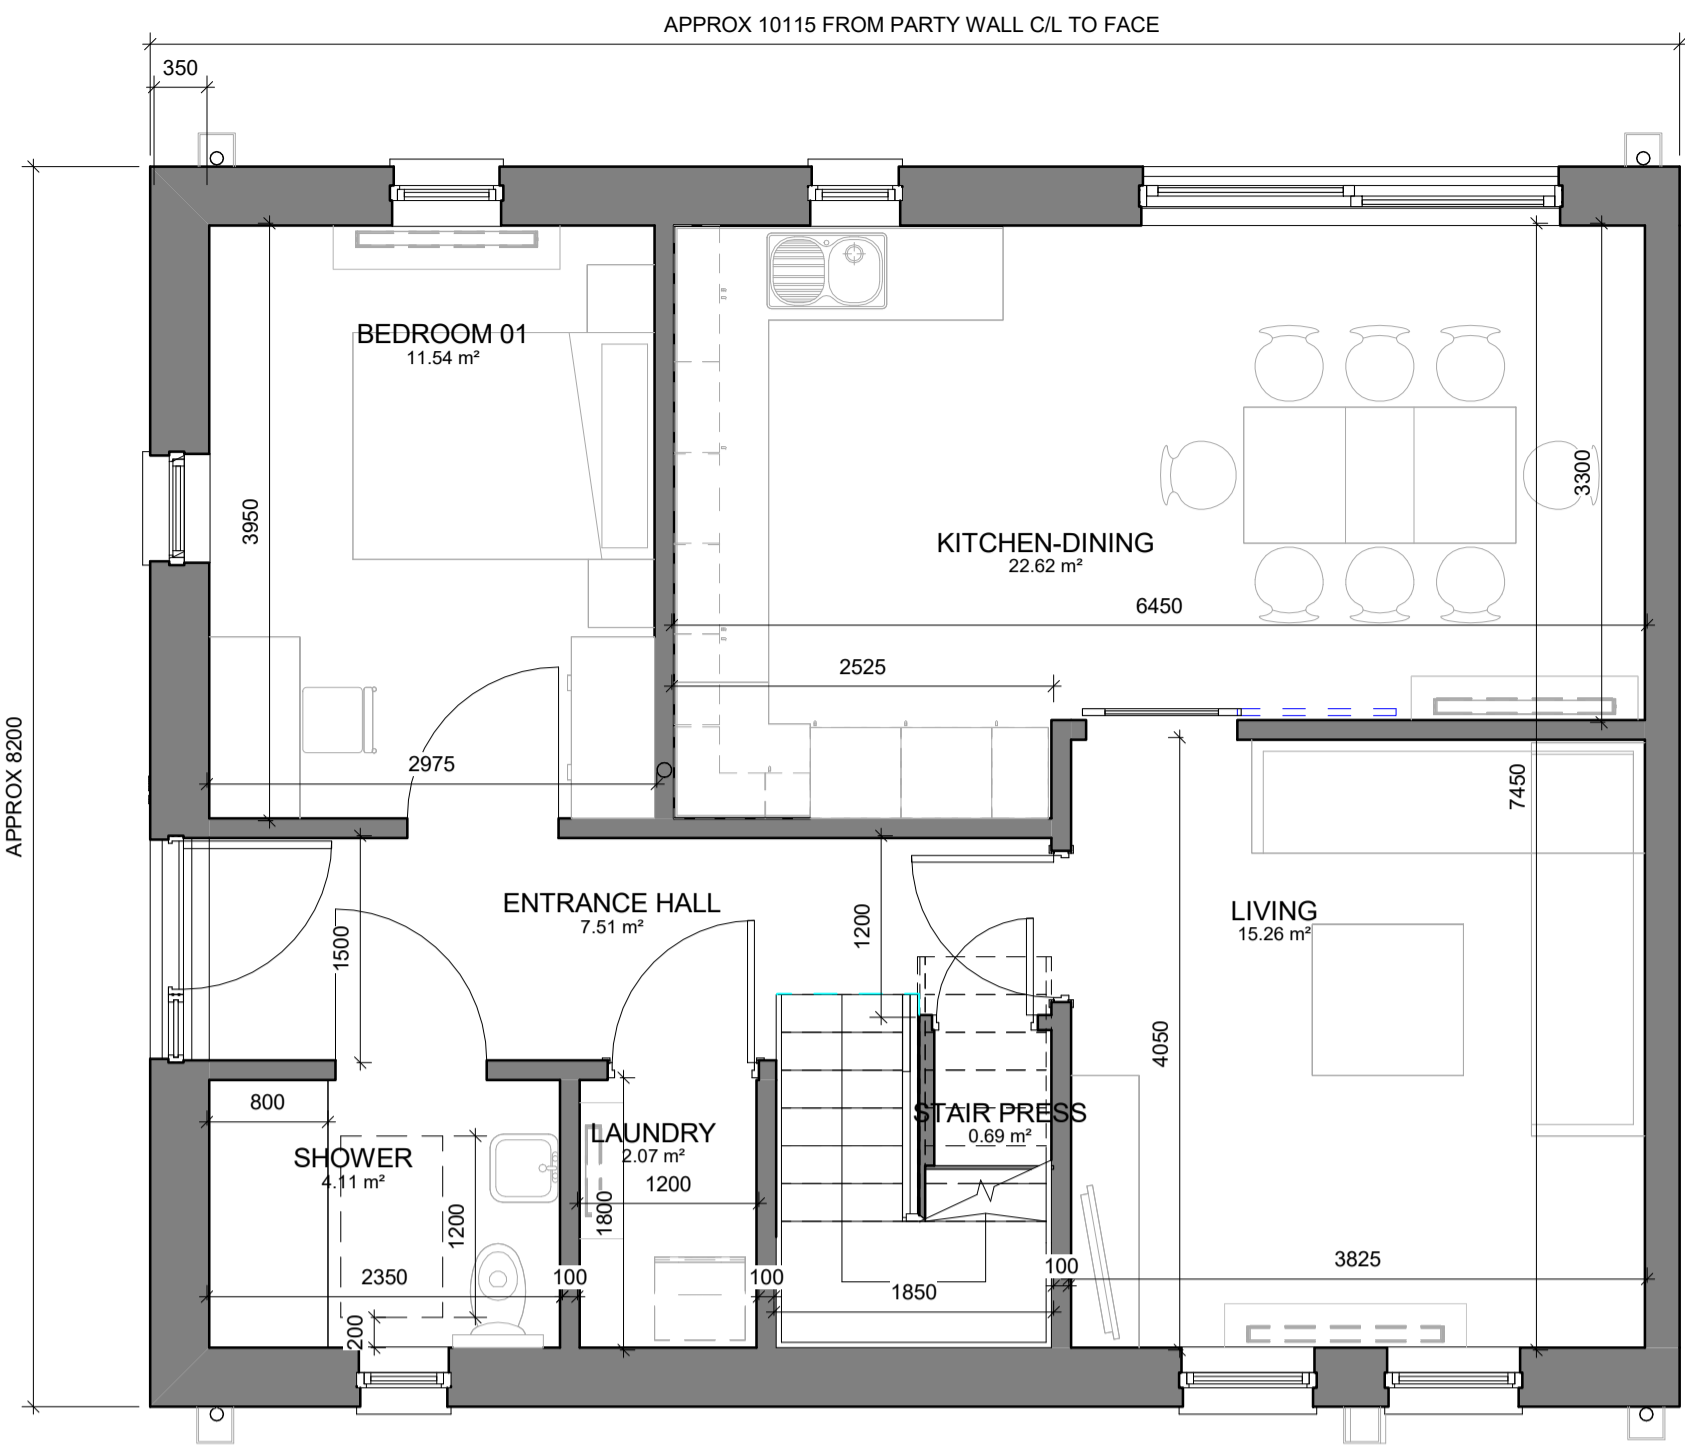 APPROX 10115 FROM PARTY WALL C/L TO FACE
350
BEDROOM 01
11.54 m²
3950
KITCHEN-DINING
22.62 m²
3300
6450
2525
2975
7450
APPROX 8200
ENTRANCE HALL
7.51 m²
1500
1200
LIVING
15.26 m²
4050
800
SHOWER
4.11 m²
LAUNDRY
2.07 m²
STAIR PRESS
0.69 m²
1200
1800
1200
2350
100
100
1850
100
3825
200